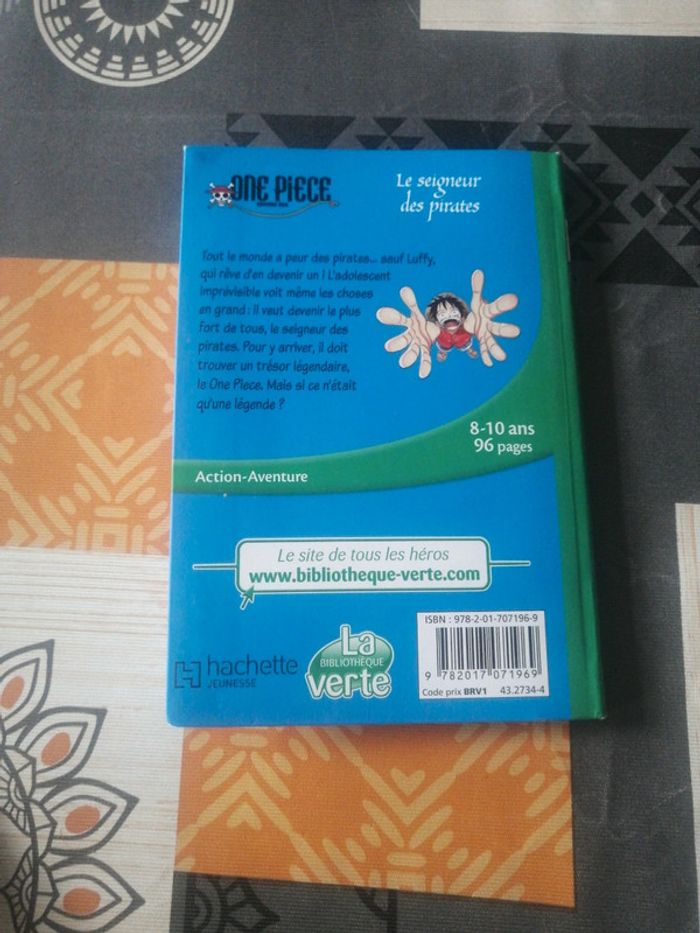 ONE PIECE
Le seigneur
des pirates
Tout le monde a peur des pirates... sauf Luffy,
qui rêve d'en devenir un ! L'adolescent
imprévisible voit même les choses
en grand : il veut devenir le plus
fort de tous, le seigneur des
pirates. Pour y arriver, il doit
trouver un trésor légendaire,
le One Piece. Mais si ce n'était
qu'une légende ?
8-10 ans
96 pages
Action-Aventure
Le site de tous les héros
www.bibliotheque-verte.com
ISBN : 978-2-01-707196-9
9 782017 071969
Code prix BRV1 43.2734-4
hachette
JEUNESSE
La
BIBLIOTHÈQUE
verte